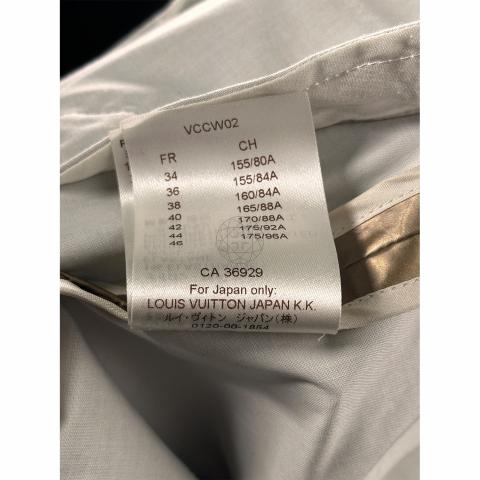 VCCW02
FR CH
34 155/80A
36 155/84A
38 160/84A
40 165/88A
42 170/88A
44 175/92A
46 175/96A
CA 36929
For Japan only:
LOUIS VUITTON JAPAN K.K.
ルイ・ヴィトン ジャパン(株)
0120-00-1854